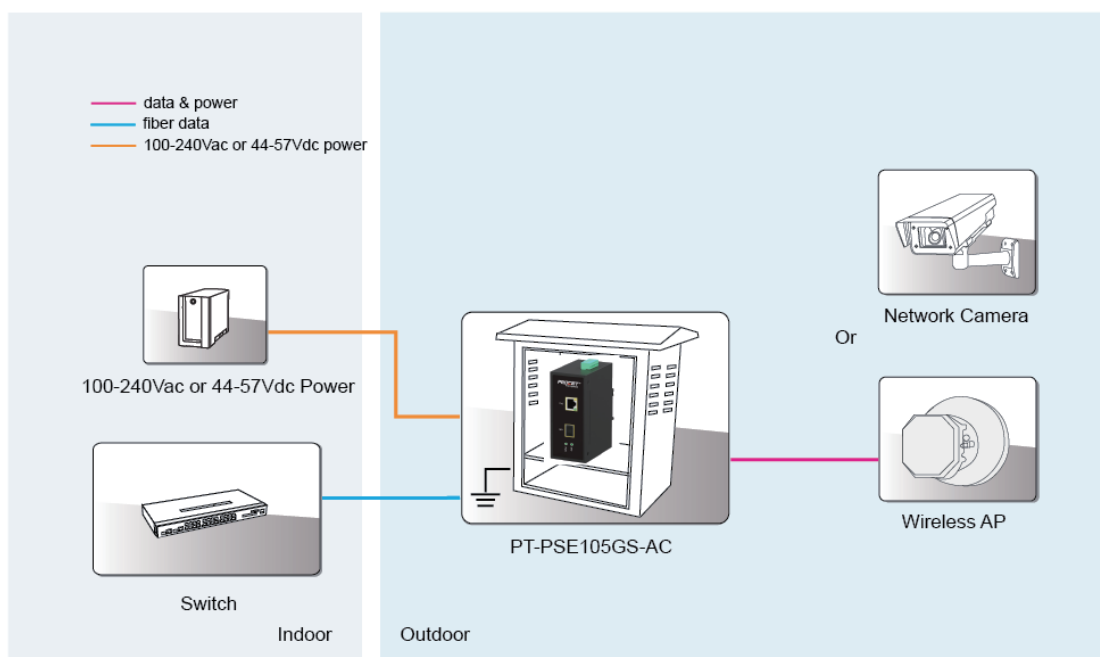 data & power
fiber data
100-240Vac or 44-57Vdc power
Network Camera
Or
100-240Vac or 44-57Vdc Power
Wireless AP
PT-PSE105GS-AC
Switch
Indoor
Outdoor